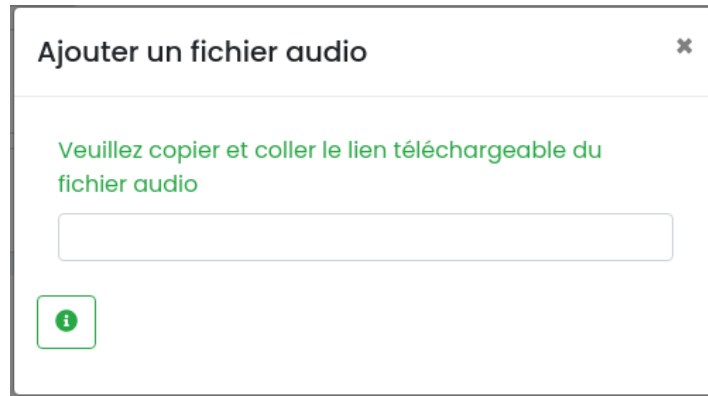 Ajouter un fichier audio
Veuillez copier et coller le lien téléchargeable du
fichier audio